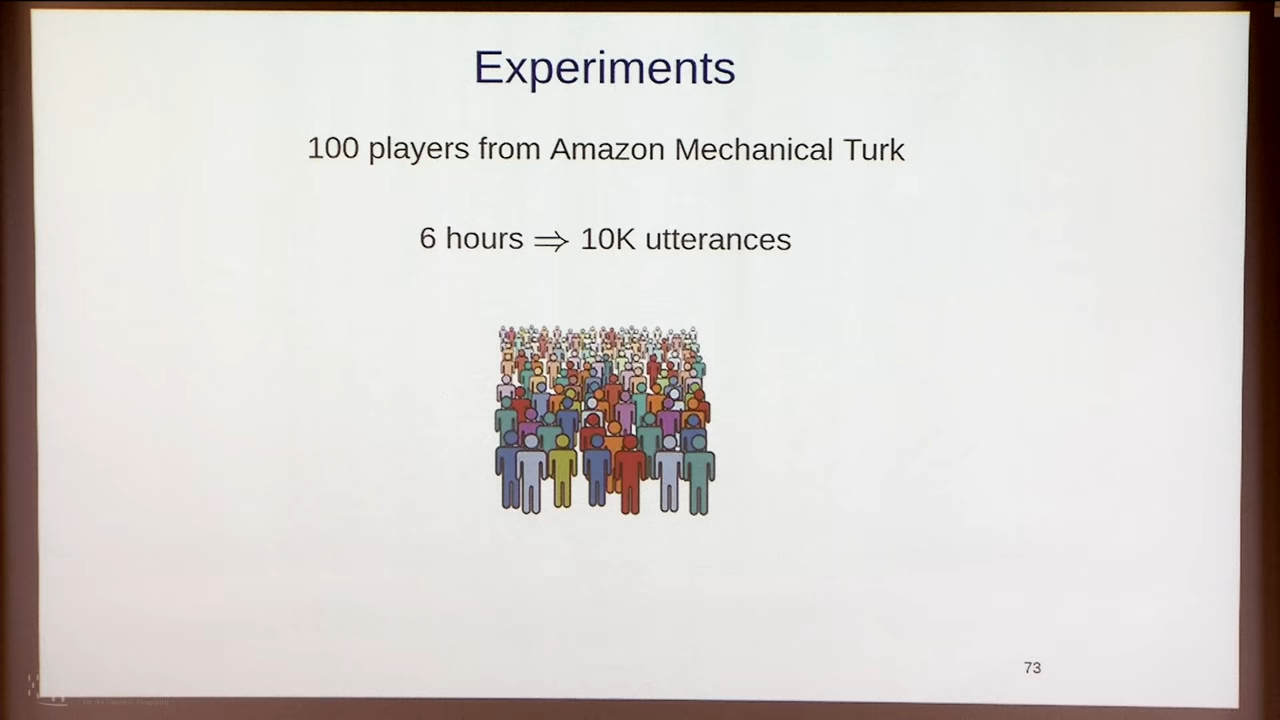 Experiments
100 players from Amazon Mechanical Turk
6 hours ⇒ 10K utterances
73